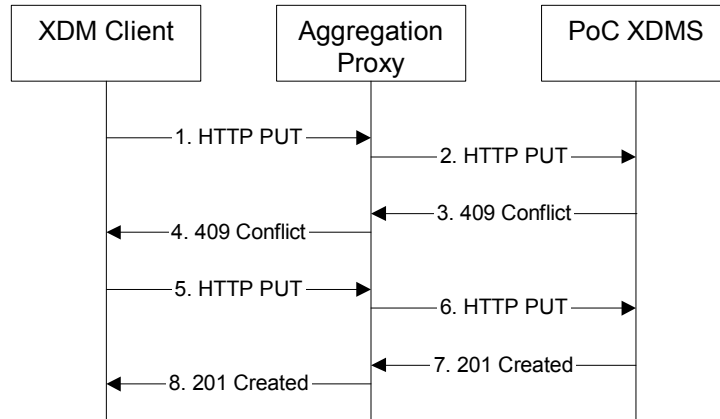 XDM Client
Aggregation
Proxy
PoC XDMS
1. HTTP PUT
2. HTTP PUT
3. 409 Conflict
4. 409 Conflict
5. HTTP PUT
6. HTTP PUT
7. 201 Created
8. 201 Created